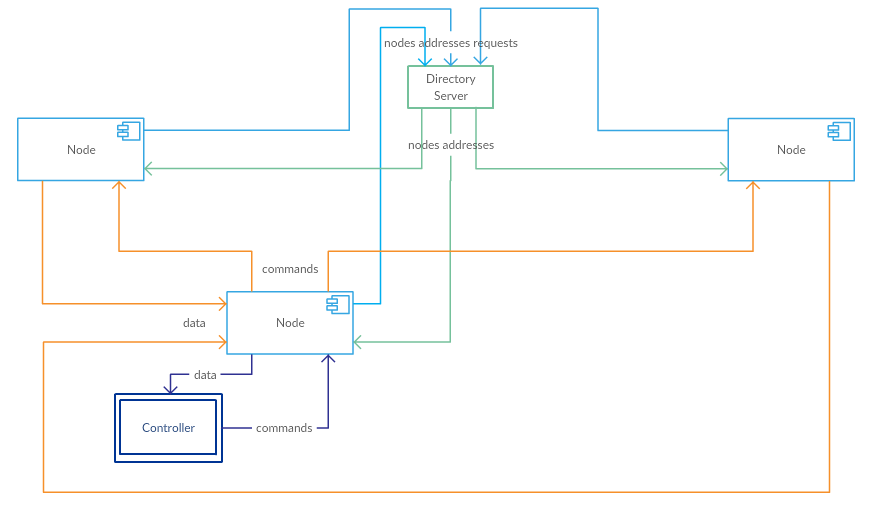 nodes addresses requests
Directory
Server
nodes addresses
Node
Node
commands
data
Node
data
Controller
commands